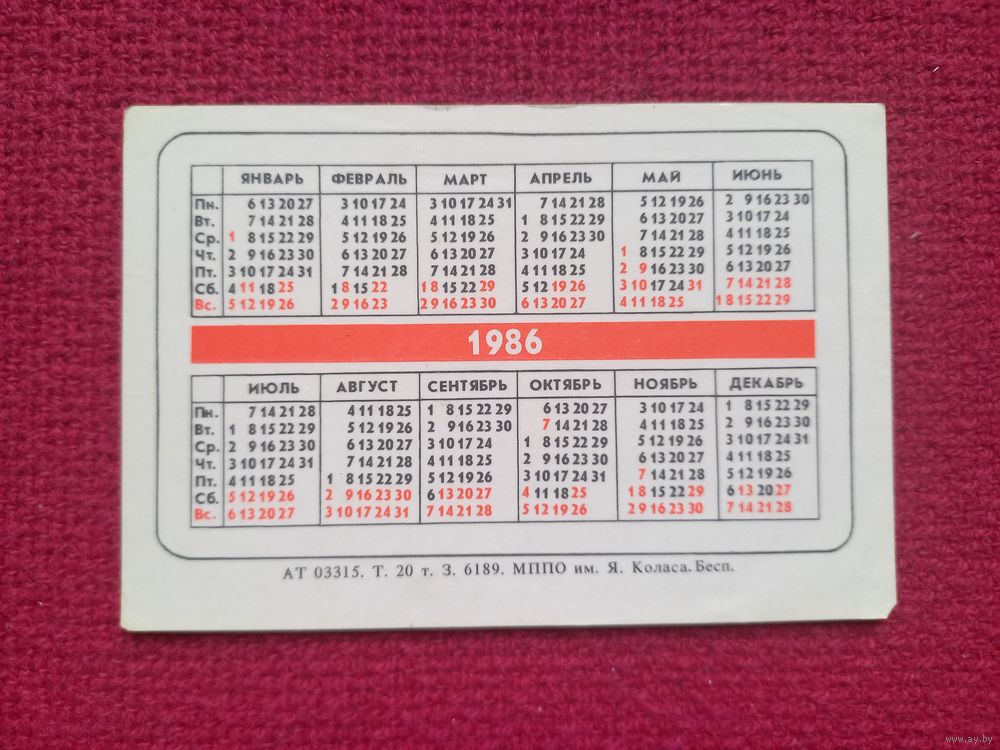 ЯНВАРЬ ФЕВРАЛЬ МАРТ АПРЕЛЬ МАЙ ИЮНЬ
Пн. 6 13 20 27 3 10 17 24 3 10 17 24 31 7 14 21 28 5 12 19 26 2 9 16 23 30
Вт. 7 14 21 28 4 11 18 25 4 11 18 25 1 8 15 22 29 6 13 20 27 3 10 17 24
Ср. 1 8 15 22 29 5 12 19 26 5 12 19 26 2 9 16 23 30 7 14 21 28 4 11 18 25
Чт. 2 9 16 23 30 6 13 20 27 6 13 20 27 3 10 17 24 1 8 15 22 29 5 12 19 26
Пт. 3 10 17 24 31 7 14 21 28 7 14 21 28 4 11 18 25 2 9 16 23 30 6 13 20 27
Сб. 4 11 18 25 1 8 15 22 1 8 15 22 29 5 12 19 26 3 10 17 24 31 7 14 21 28
Вс. 5 12 19 26 2 9 16 23 2 9 16 23 30 6 13 20 27 4 11 18 25 1 8 15 22 29
1986
ИЮЛЬ АВГУСТ СЕНТЯБРЬ ОКТЯБРЬ НОЯБРЬ ДЕКАБРЬ
Пн. 7 14 21 28 4 11 18 25 1 8 15 22 29 6 13 20 27 3 10 17 24 1 8 15 22 29
Вт. 1 8 15 22 29 5 12 19 26 2 9 16 23 30 7 14 21 28 4 11 18 25 2 9 16 23 30
Ср. 2 9 16 23 30 6 13 20 27 3 10 17 24 1 8 15 22 29 5 12 19 26 3 10 17 24 31
Чт. 3 10 17 24 31 7 14 21 28 4 11 18 25 2 9 16 23 30 6 13 20 27 4 11 18 25
Пт. 4 11 18 25 1 8 15 22 29 5 12 19 26 3 10 17 24 31 7 14 21 28 5 12 19 26
Сб. 5 12 19 26 2 9 16 23 30 6 13 20 27 4 11 18 25 1 8 15 22 29 6 13 20 27
Вс. 6 13 20 27 3 10 17 24 31 7 14 21 28 5 12 19 26 2 9 16 23 30 7 14 21 28
АТ 03315. Т. 20 т. З. 6189. МППО им. Я. Коласа. Бесп.
www.ay.by